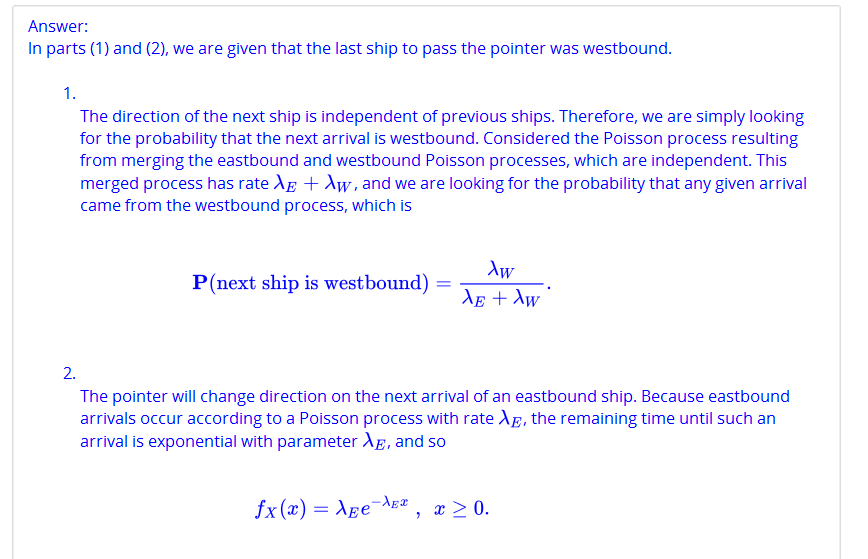 Answer:
In parts (1) and (2), we are given that the last ship to pass the pointer was westbound.
1.
The direction of the next ship is independent of previous ships. Therefore, we are simply looking
for the probability that the next arrival is westbound. Considered the Poisson process resulting
from merging the eastbound and westbound Poisson processes, which are independent. This
merged process has rate λ_E + λ_W, and we are looking for the probability that any given arrival
came from the westbound process, which is
P(next ship is westbound) = λ_W / (λ_E + λ_W).
2.
The pointer will change direction on the next arrival of an eastbound ship. Because eastbound
arrivals occur according to a Poisson process with rate λ_E, the remaining time until such an
arrival is exponential with parameter λ_E, and so
f_X(x) = λ_E e^{−λ_E x} , x ≥ 0.